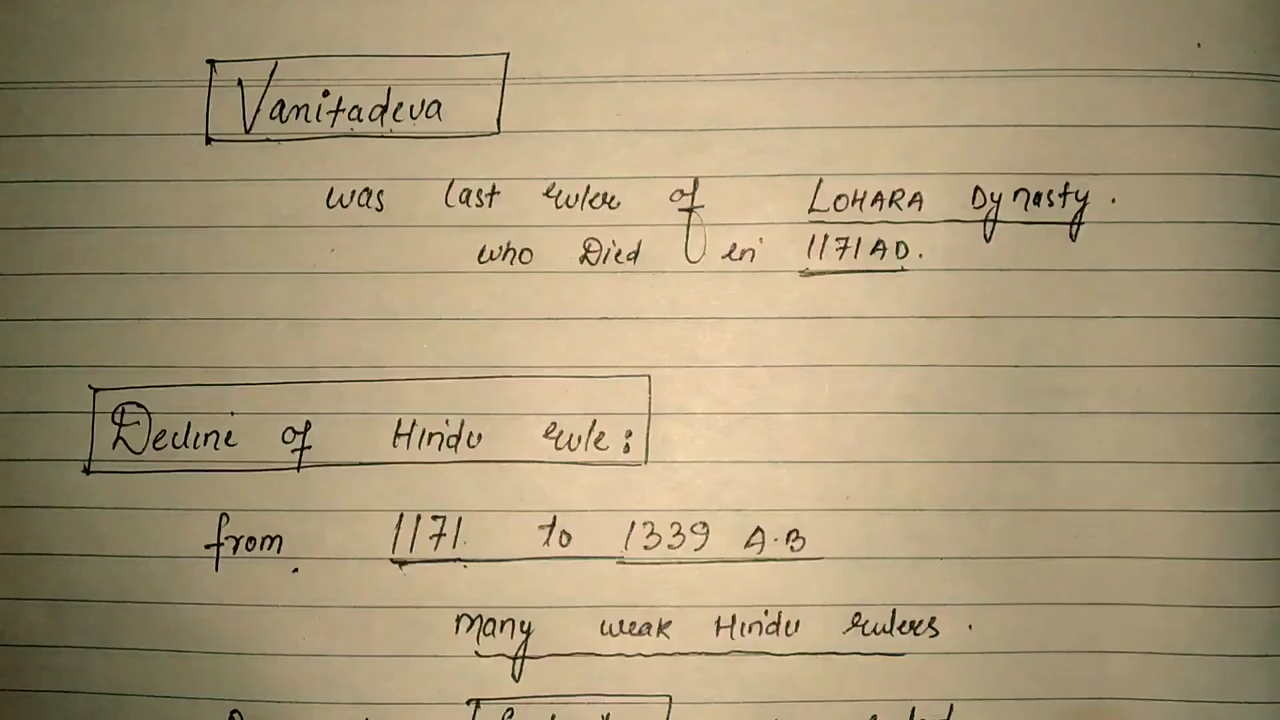 Vanitadeva
was last ruler of LOHARA Dynasty.
who Died in 1171 AD.
Decline of Hindu rule:
from 1171. to 1339 A.B
many weak Hindu rulers.